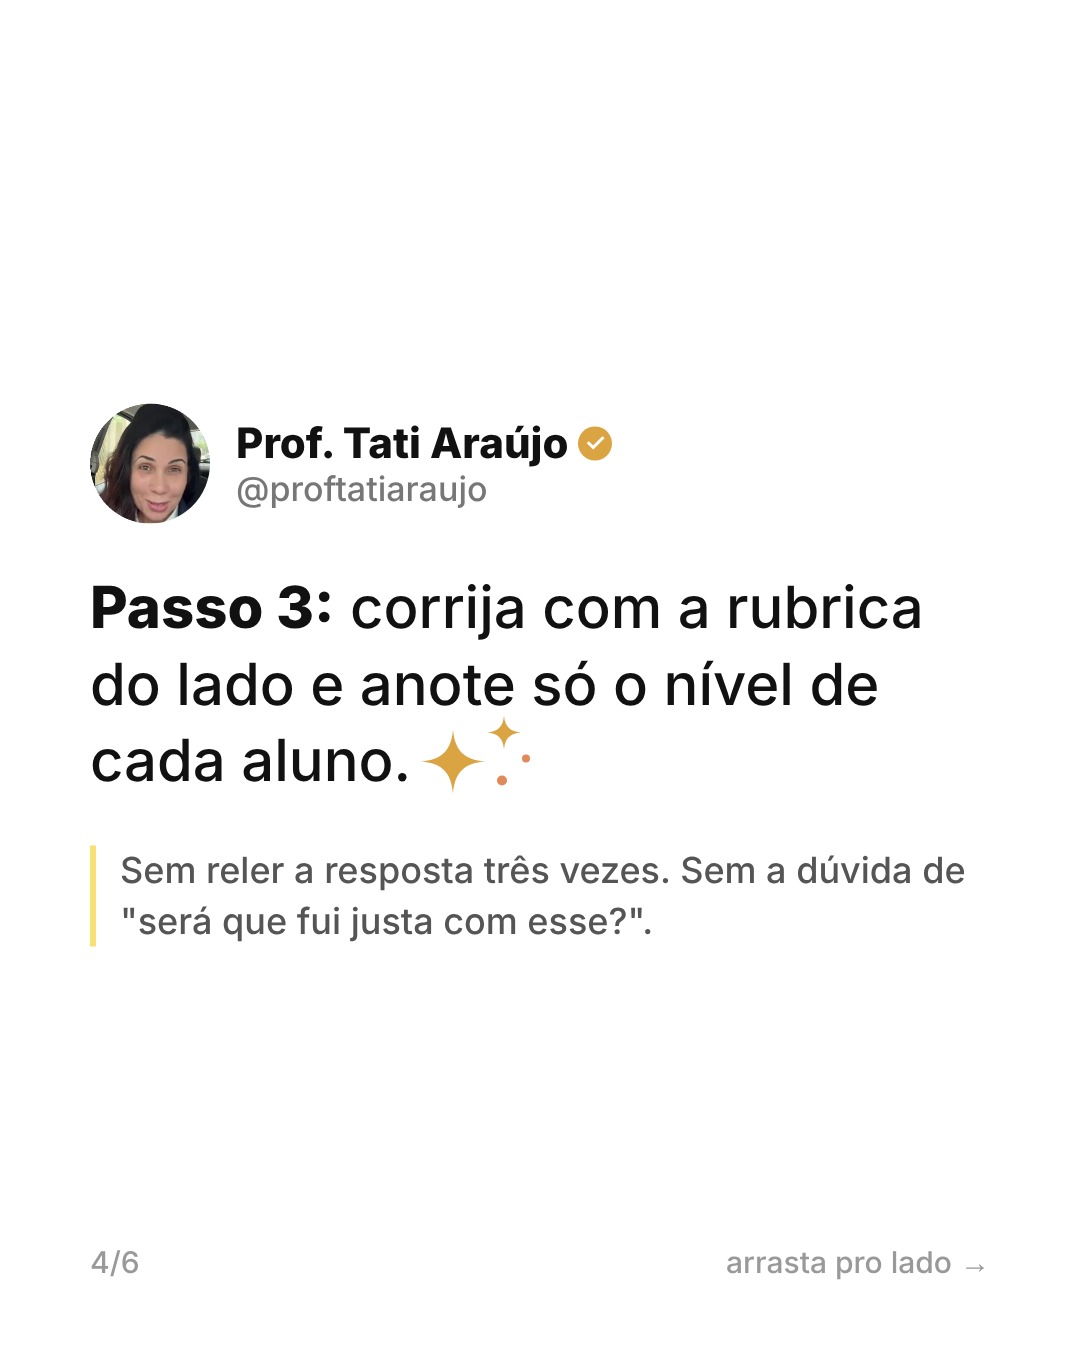 Prof. Tati Araújo
@proftatiaraujo
Passo 3: corrija com a rubrica
do lado e anote só o nível de
cada aluno.
Sem reler a resposta três vezes. Sem a dúvida de
"será que fui justa com esse?".
4/6
arrasta pro lado →